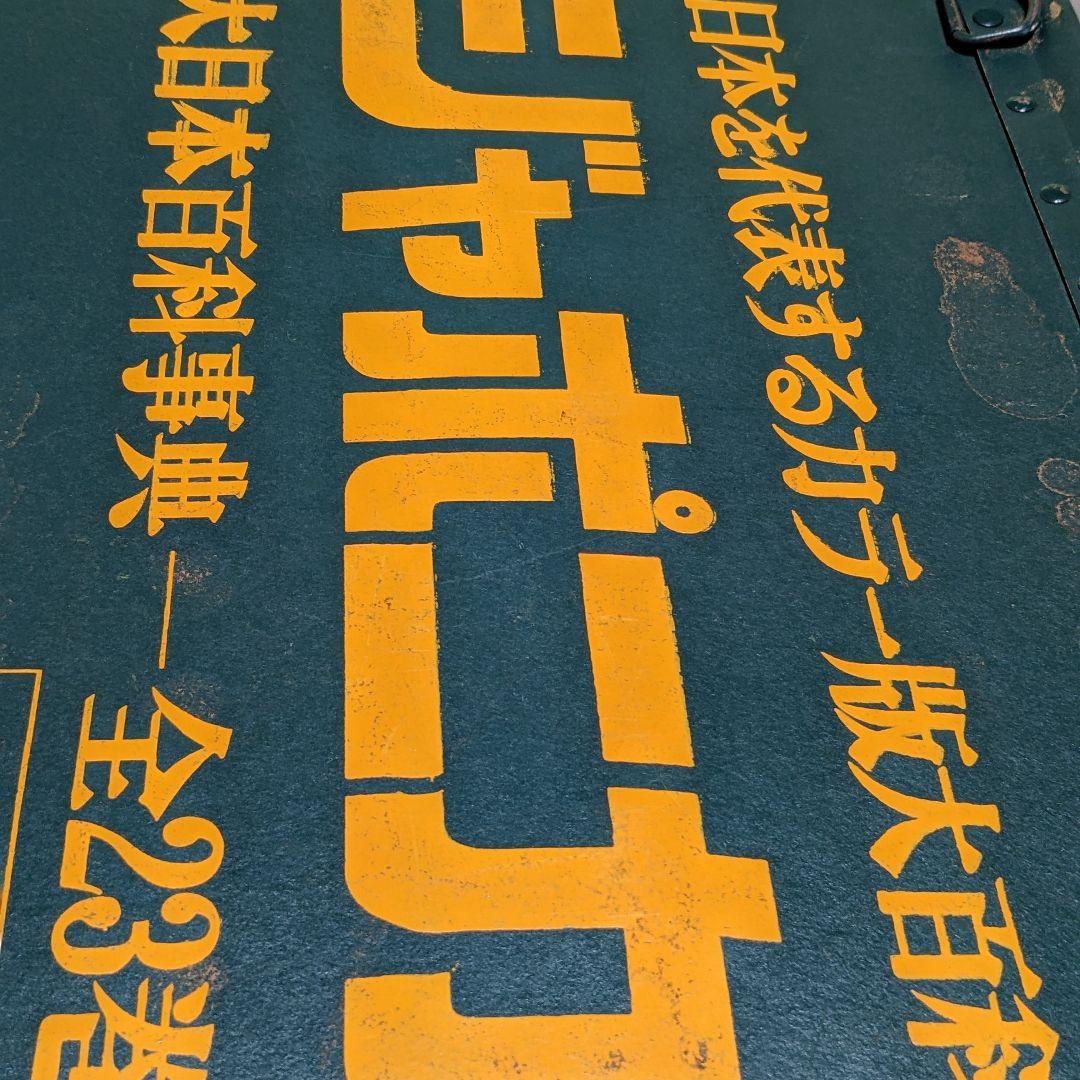 日本を代表するカラー版大百科
ジャポニカ
大日本百科事典―全23巻